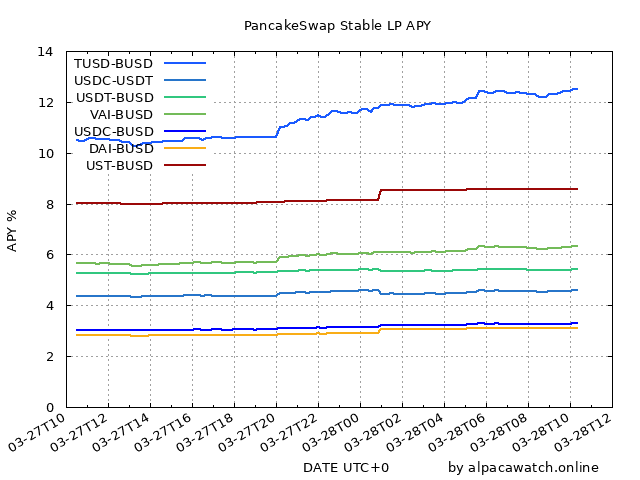 PancakeSwap Stable LP APY
14
12
10
8
6
4
2
0
APY %
TUSD-BUSD
USDC-USDT
USDT-BUSD
VAI-BUSD
USDC-BUSD
DAI-BUSD
UST-BUSD
03-27T10
03-27T12
03-27T14
03-27T16
03-27T18
03-27T20
03-27T22
03-28T00
03-28T02
03-28T04
03-28T06
03-28T08
03-28T10
03-28T12
DATE UTC+0
by alpacawatch.online